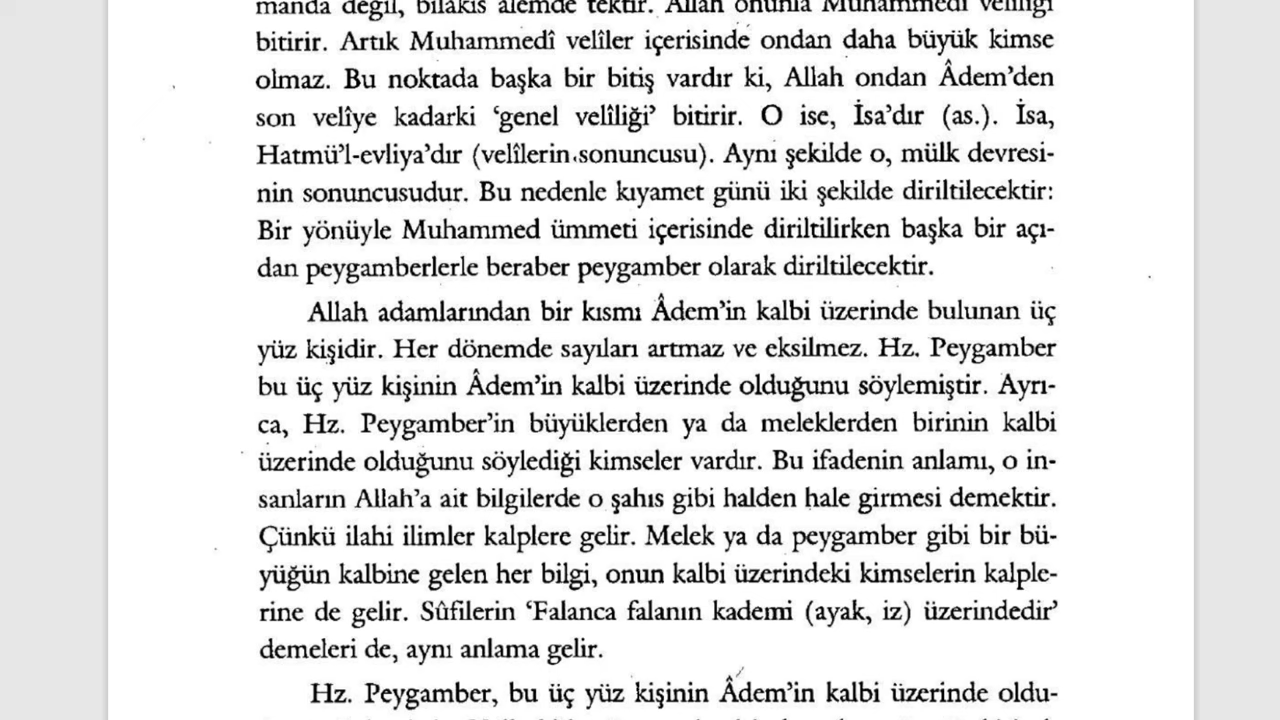 manda değil, bilakis âlemde tektir. Allah onunla Muhammedî velîliği
bitirir. Artık Muhammedî velîler içerisinde ondan daha büyük kimse
olmaz. Bu noktada başka bir bitiş vardır ki, Allah ondan Âdem’den
son velîye kadarki ‘genel velîliği’ bitirir. O ise, İsa’dır (as.). İsa,
Hatmü’l-evliya’dır (velîlerin sonuncusu). Aynı şekilde o, mülk devresi-
nin sonuncusudur. Bu nedenle kıyamet günü iki şekilde diriltilecektir:
Bir yönüyle Muhammed ümmeti içerisinde diriltilirken başka bir açı-
dan peygamberlerle beraber peygamber olarak diriltilecektir.
Allah adamlarından bir kısmı Âdem’in kalbi üzerinde bulunan üç
yüz kişidir. Her dönemde sayıları artmaz ve eksilmez. Hz. Peygamber
bu üç yüz kişinin Âdem’in kalbi üzerinde olduğunu söylemiştir. Ayrı-
ca, Hz. Peygamber’in büyüklerden ya da meleklerden birinin kalbi
üzerinde olduğunu söylediği kimseler vardır. Bu ifadenin anlamı, o in-
sanların Allah’a ait bilgilerde o şahıs gibi halden hale girmesi demektir.
Çünkü ilahi ilimler kalplere gelir. Melek ya da peygamber gibi bir bü-
yüğün kalbine gelen her bilgi, onun kalbi üzerindeki kimselerin kalple-
rine de gelir. Sûfilerin ‘Falanca falanın kademi (ayak, iz) üzerindedir’
demeleri de, aynı anlama gelir.
Hz. Peygamber, bu üç yüz kişinin Âdem’in kalbi üzerinde oldu-